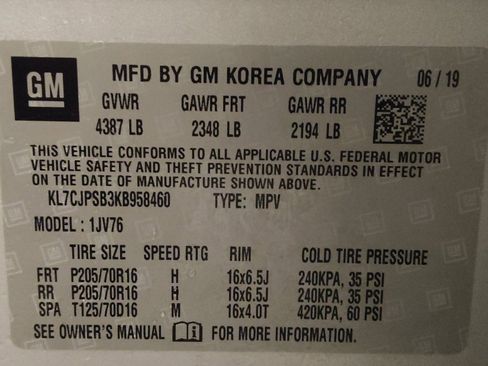 GM MFD BY GM KOREA COMPANY 06/19
GVWR GAWR FRT GAWR RR
4387 LB 2348 LB 2194 LB
THIS VEHICLE CONFORMS TO ALL APPLICABLE U.S. FEDERAL MOTOR
VEHICLE SAFETY AND THEFT PREVENTION STANDARDS IN EFFECT
ON THE DATE OF MANUFACTURE SHOWN ABOVE.
KL7CJPSB3KB958460 TYPE: MPV
MODEL: 1JV76
TIRE SIZE SPEED RTG RIM COLD TIRE PRESSURE
FRT P205/70R16 H 16x6.5J 240KPA, 35 PSI
RR P205/70R16 H 16x6.5J 240KPA, 35 PSI
SPA T125/70D16 M 16x4.0T 420KPA, 60 PSI
SEE OWNER'S MANUAL FOR MORE INFORMATION.